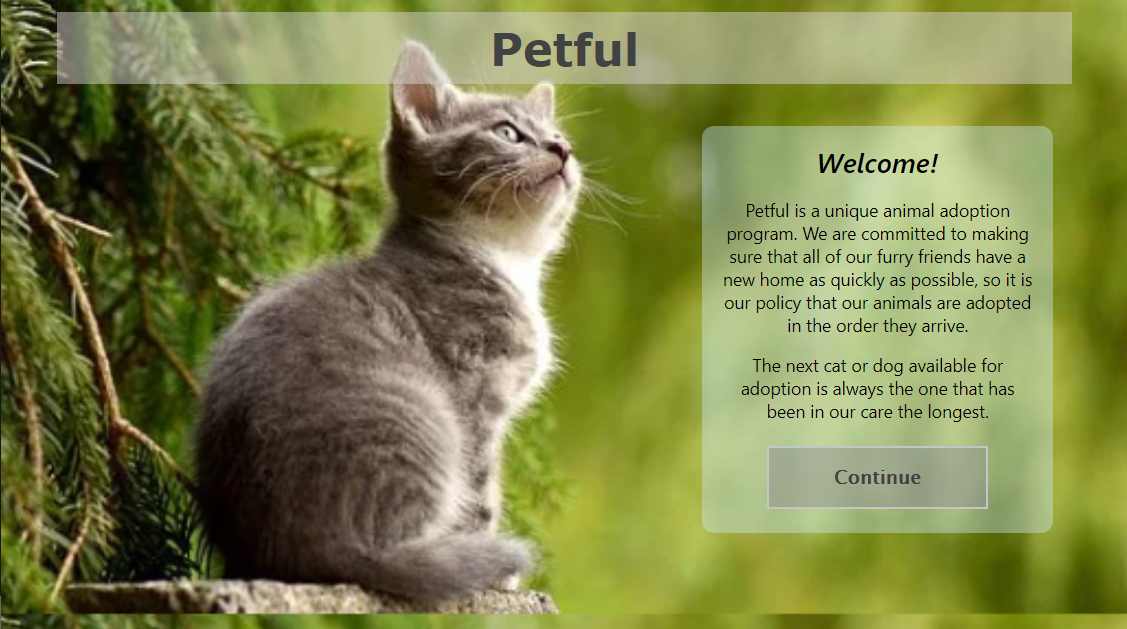 Petful
Welcome!
Petful is a unique animal adoption
program. We are committed to making
sure that all of our furry friends have a
new home as quickly as possible, so it is
our policy that our animals are adopted
in the order they arrive.
The next cat or dog available for
adoption is always the one that has
been in our care the longest.
Continue